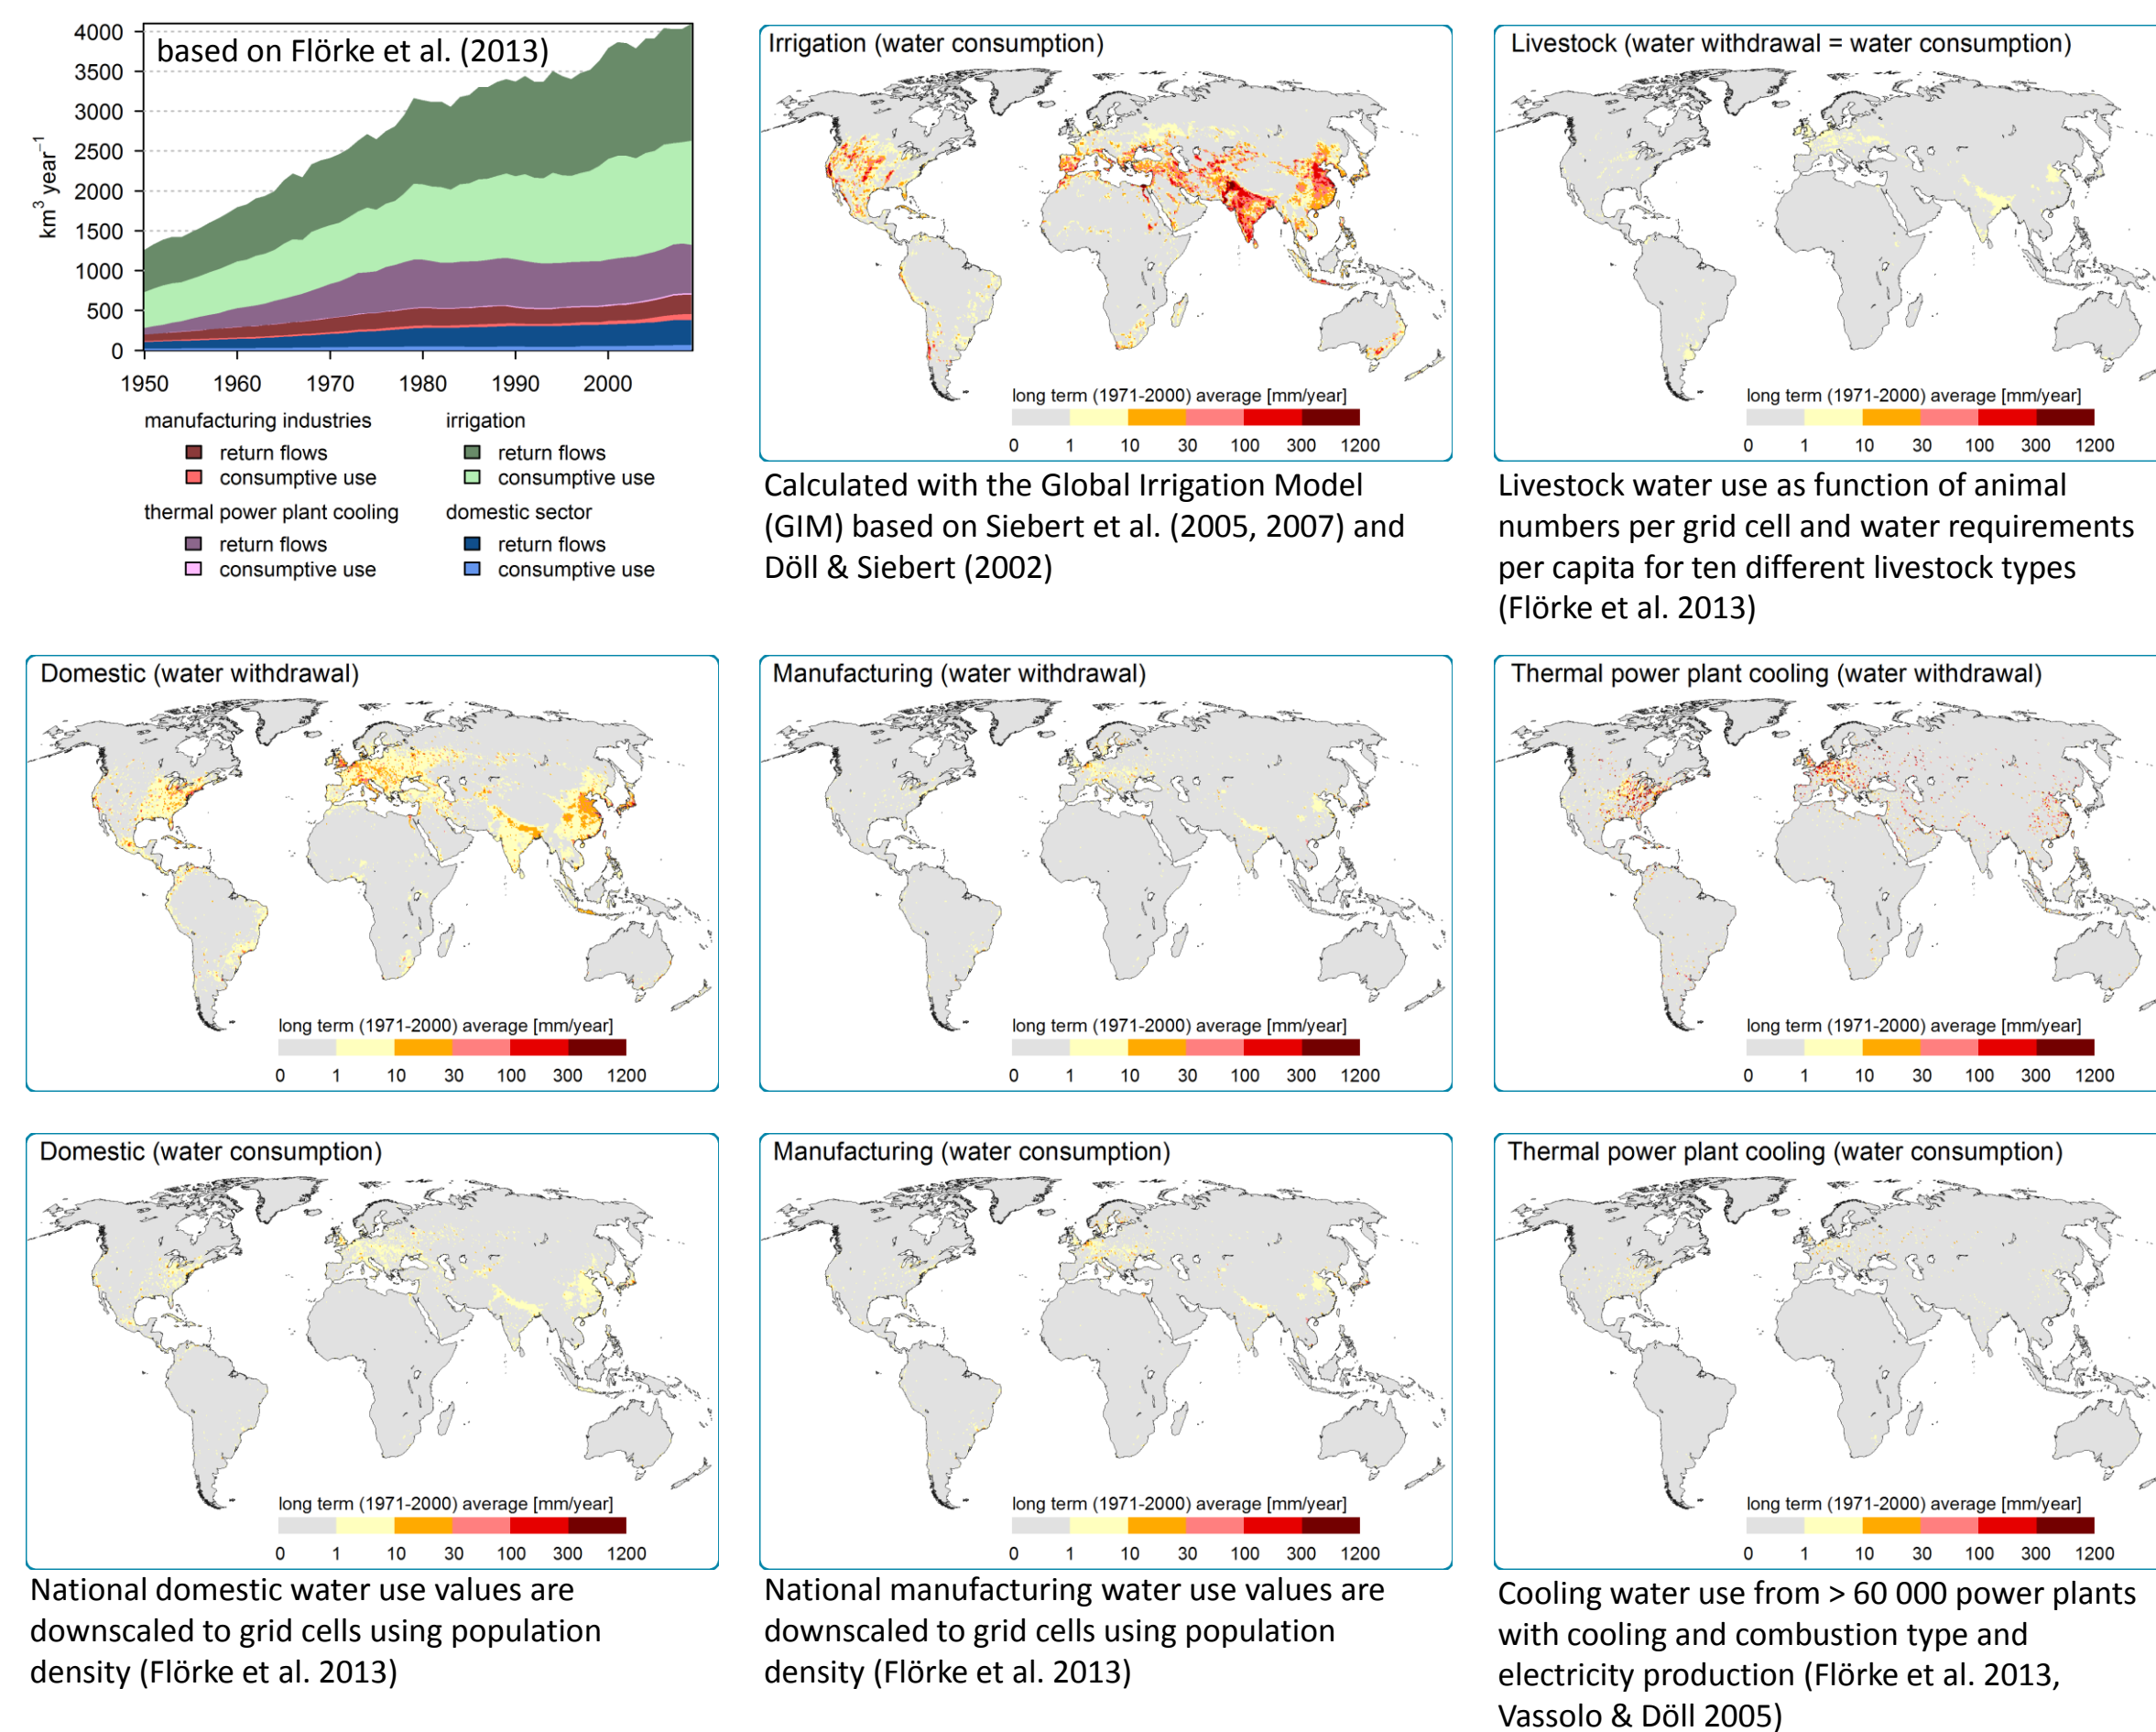 based on Flörke et al. (2013)
4000
3500
3000
2500
2000
1500
1000
500
0
km³ year⁻¹
1950 1960 1970 1980 1990 2000
manufacturing industries
return flows
consumptive use
irrigation
return flows
consumptive use
thermal power plant cooling
return flows
consumptive use
domestic sector
return flows
consumptive use
Irrigation (water consumption)
long term (1971-2000) average [mm/year]
0 1 10 30 100 300 1200
Calculated with the Global Irrigation Model
(GIM) based on Siebert et al. (2005, 2007) and
Döll & Siebert (2002)
Livestock (water withdrawal = water consumption)
long term (1971-2000) average [mm/year]
0 1 10 30 100 300 1200
Livestock water use as function of animal
numbers per grid cell and water requirements
per capita for ten different livestock types
(Flörke et al. 2013)
Domestic (water withdrawal)
long term (1971-2000) average [mm/year]
0 1 10 30 100 300 1200
Manufacturing (water withdrawal)
long term (1971-2000) average [mm/year]
0 1 10 30 100 300 1200
Thermal power plant cooling (water withdrawal)
long term (1971-2000) average [mm/year]
0 1 10 30 100 300 1200
Domestic (water consumption)
long term (1971-2000) average [mm/year]
0 1 10 30 100 300 1200
National domestic water use values are
downscaled to grid cells using population
density (Flörke et al. 2013)
Manufacturing (water consumption)
long term (1971-2000) average [mm/year]
0 1 10 30 100 300 1200
National manufacturing water use values are
downscaled to grid cells using population
density (Flörke et al. 2013)
Thermal power plant cooling (water consumption)
long term (1971-2000) average [mm/year]
0 1 10 30 100 300 1200
Cooling water use from > 60 000 power plants
with cooling and combustion type and
electricity production (Flörke et al. 2013,
Vassolo & Döll 2005)